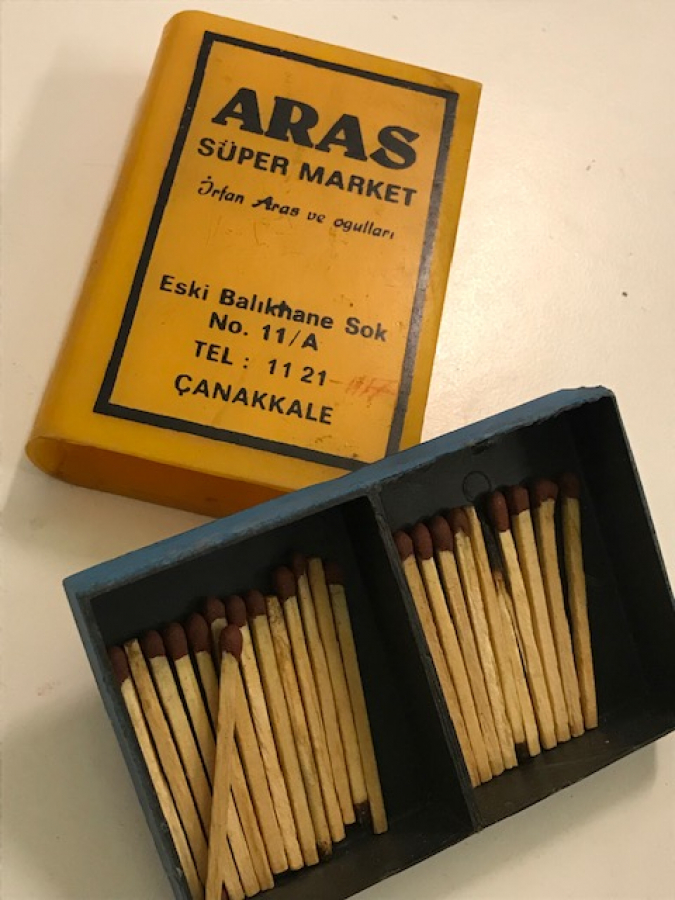 ARAS
SÜPER MARKET
İrfan Aras ve ogulları
Eski Balıkhane Sok
No. 11/A
TEL : 11 21
ÇANAKKALE